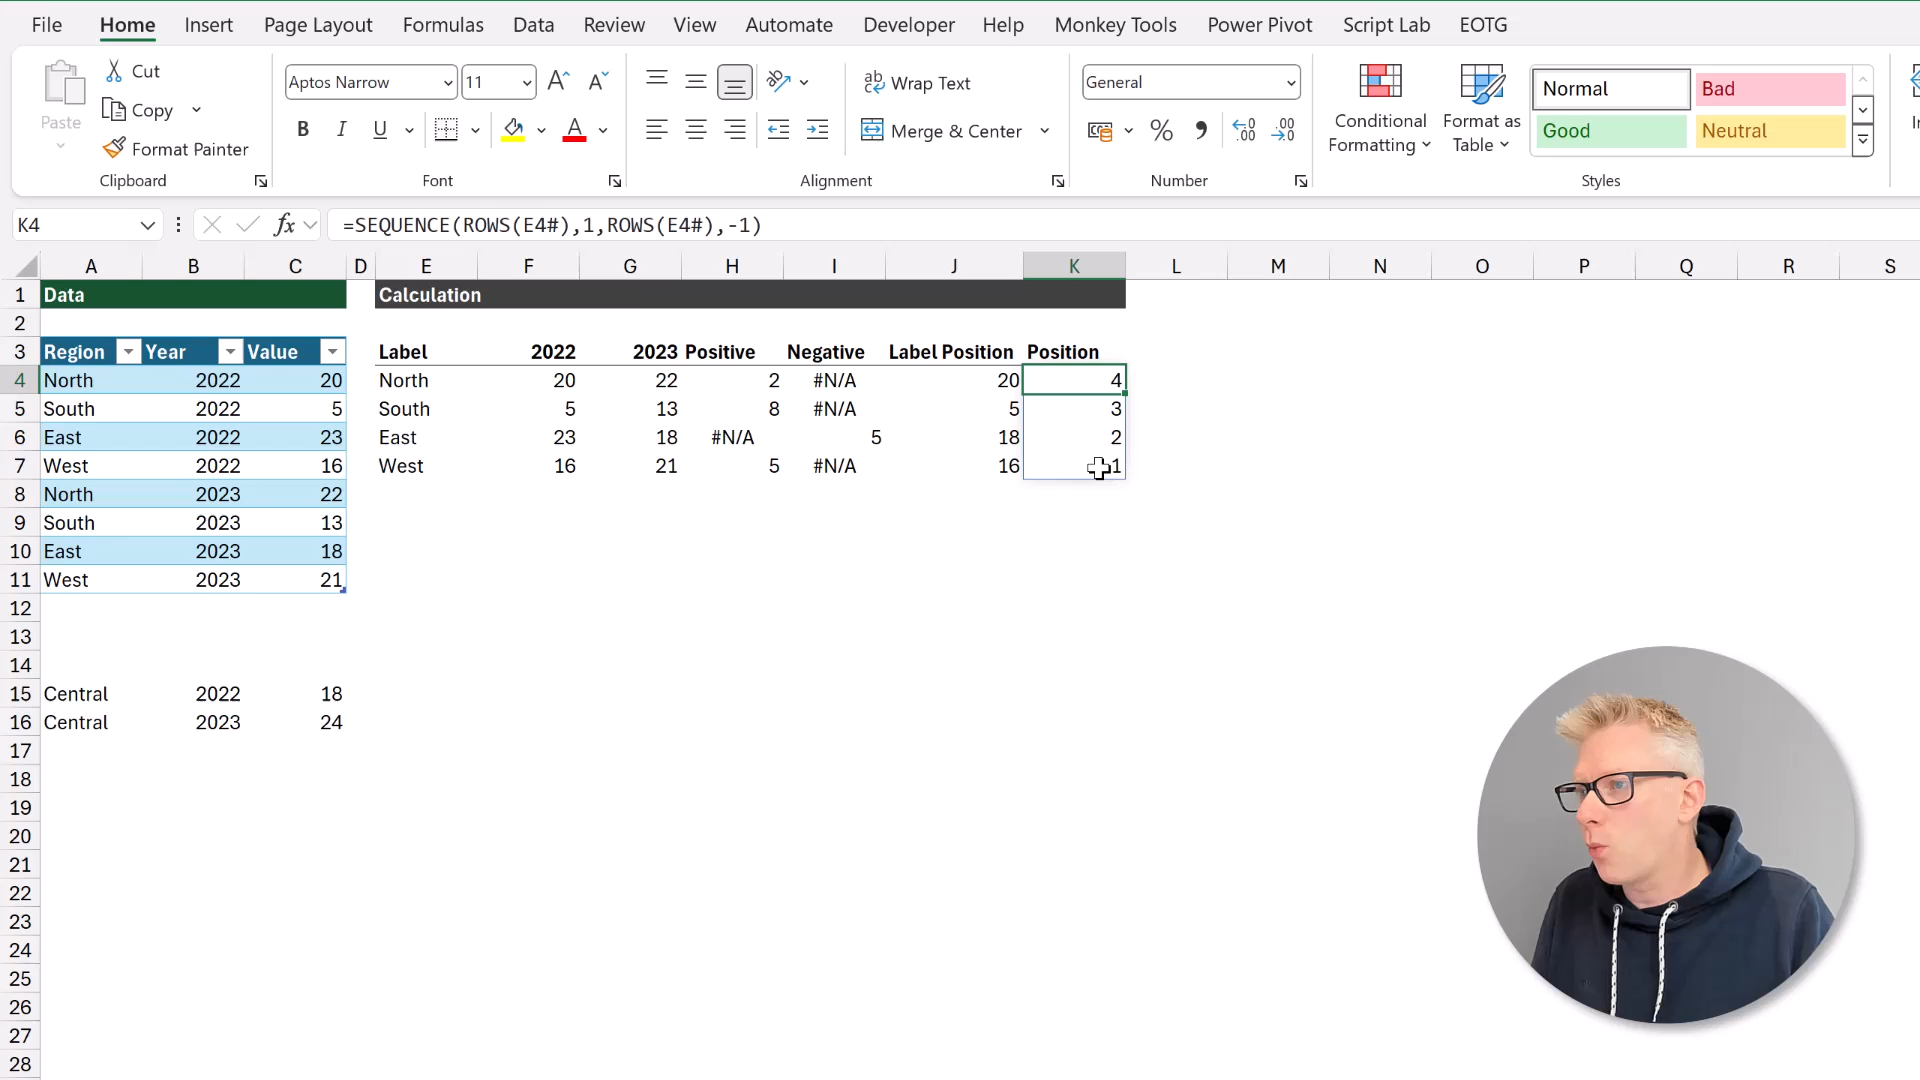 File Home Insert Page Layout Formulas Data Review View Automate Developer Help Monkey Tools Power Pivot Script Lab EOTG
Paste
Cut
Copy
Format Painter
Clipboard
Aptos Narrow 11
B I U
Font
Wrap Text
Merge & Center
Alignment
General
Number
Conditional Formatting
Format as Table
Normal Bad
Good Neutral
Styles
K4 fx =SEQUENCE(ROWS(E4#),1,ROWS(E4#),-1)
A B C D E F G H I J K L M N O P Q R S
1 Data Calculation
2
3 Region Year Value Label 2022 2023 Positive Negative Label Position Position
4 North 2022 20 North 20 22 2 #N/A 20 4
5 South 2022 5 South 5 13 8 #N/A 5 3
6 East 2022 23 East 23 18 #N/A 5 18 2
7 West 2022 16 West 16 21 5 #N/A 16 1
8 North 2023 22
9 South 2023 13
10 East 2023 18
11 West 2023 21
12
13
14
15 Central 2022 18
16 Central 2023 24
17
18
19
20
21
22
23
24
25
26
27
28